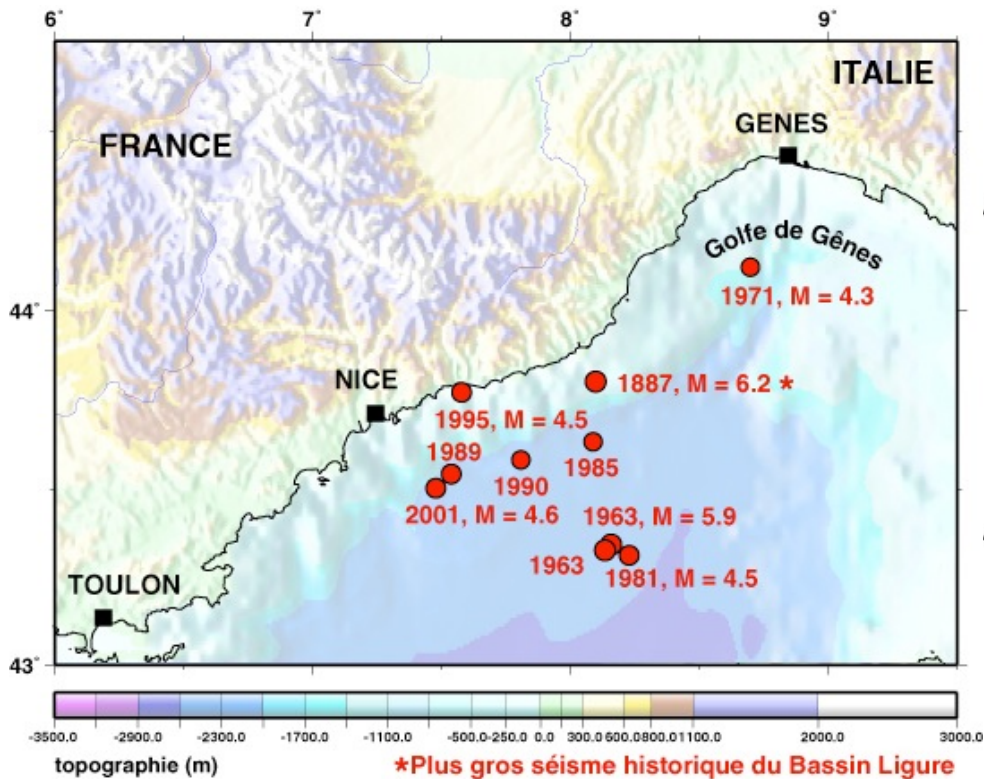 6° 7° 8° 9°
ITALIE
GENES
FRANCE
Golfe de Gênes
1971, M = 4.3
44°
NICE
1887, M = 6.2 *
1995, M = 4.5
1989
1985
1990
2001, M = 4.6
1963, M = 5.9
1963
1981, M = 4.5
TOULON
43°
-3500.0 -2900.0 -2300.0 -1700.0 -1100.0 -500.0 -250.0 0.0 300.0 600.0 800.0 1100.0 2000.0 3000.0
topographie (m)
*Plus gros séisme historique du Bassin Ligure